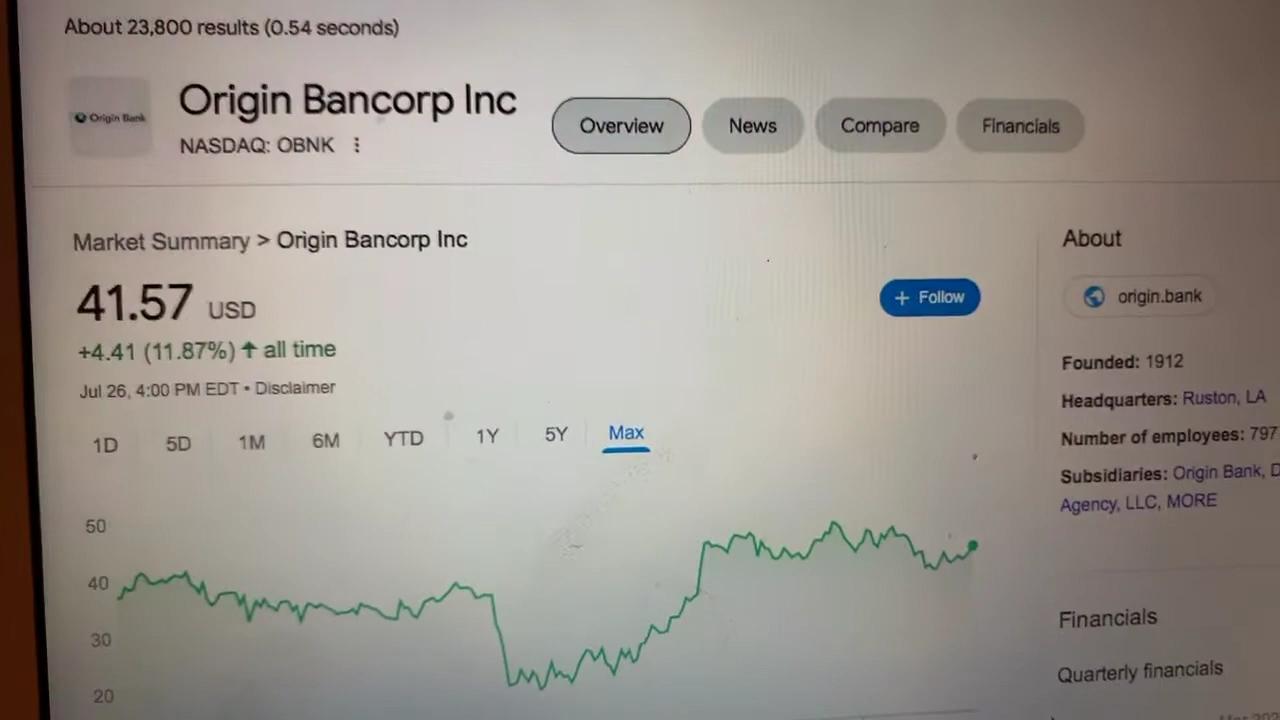 About 23,800 results (0.54 seconds)
Origin Bank
Origin Bancorp Inc
NASDAQ: OBNK
Overview
News
Compare
Financials
Market Summary > Origin Bancorp Inc
41.57 USD
+4.41 (11.87%) ↑ all time
Jul 26, 4:00 PM EDT • Disclaimer
+ Follow
1D 5D 1M 6M YTD 1Y 5Y Max
50
40
30
20
About
origin.bank
Founded: 1912
Headquarters: Ruston, LA
Number of employees: 797
Subsidiaries: Origin Bank, D
Agency, LLC, MORE
Financials
Quarterly financials